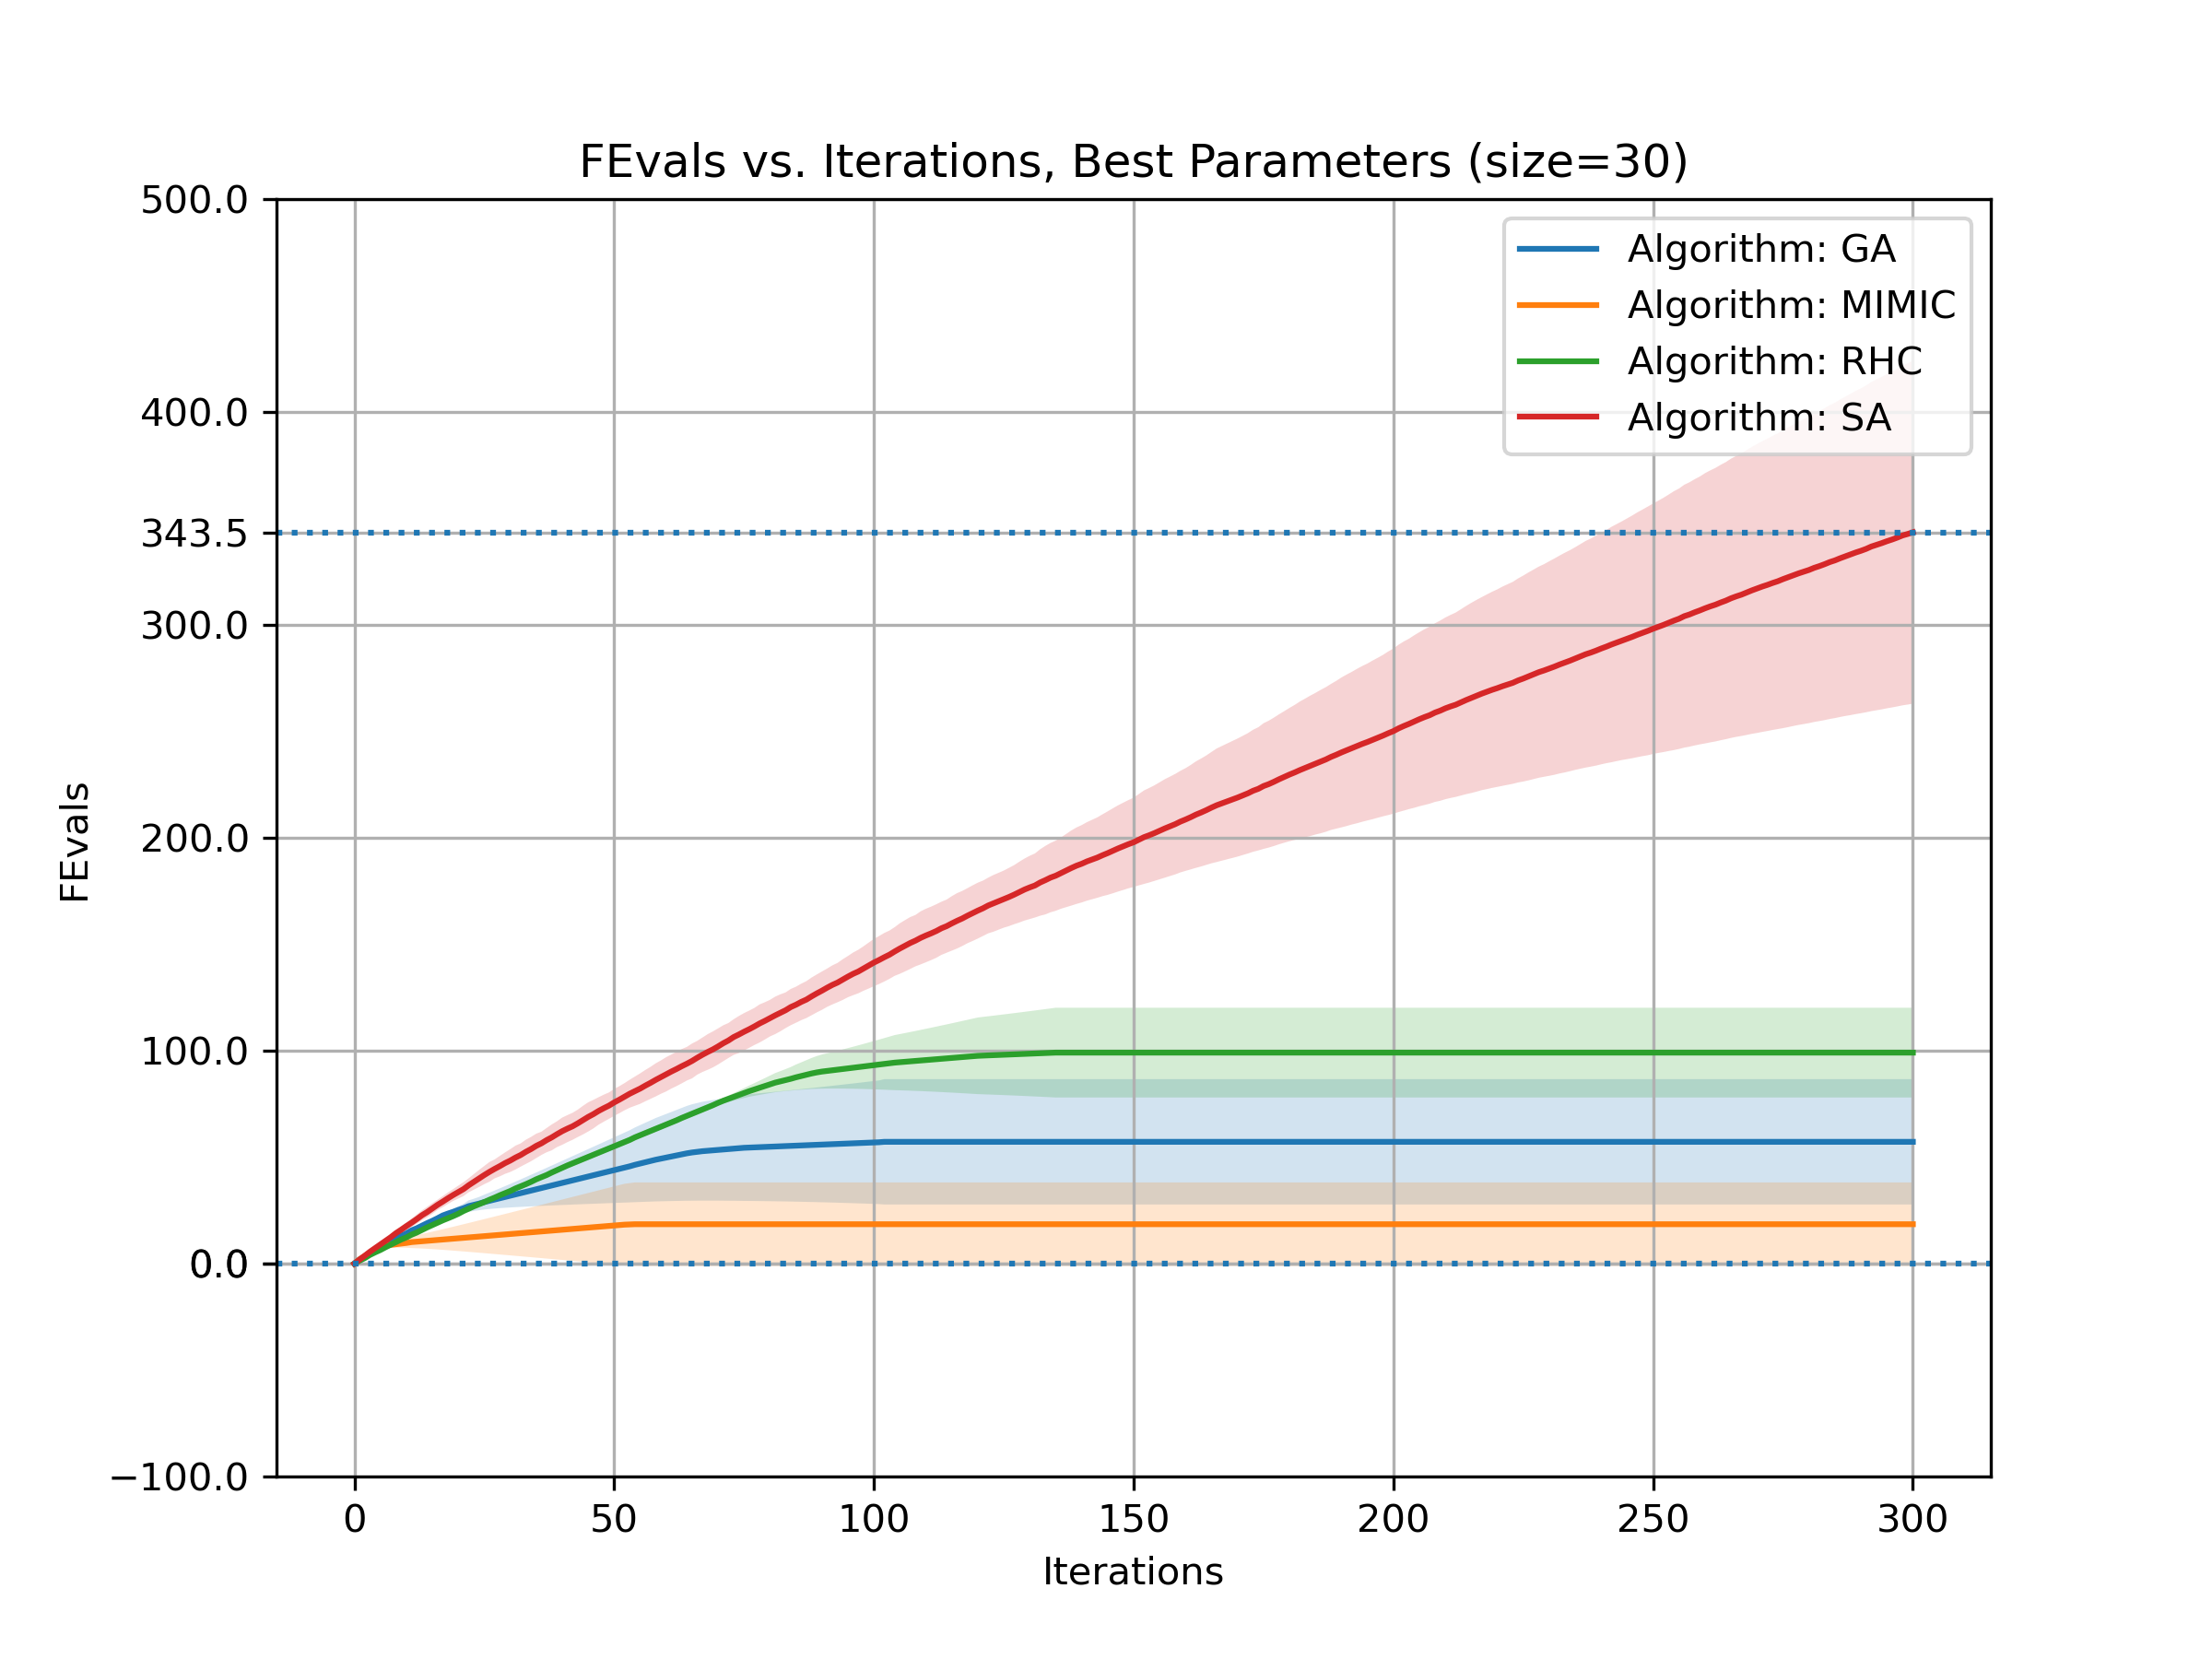 FEvals vs. Iterations, Best Parameters (size=30)
500.0
400.0
343.5
300.0
200.0
100.0
0.0
−100.0
FEvals
Algorithm: GA
Algorithm: MIMIC
Algorithm: RHC
Algorithm: SA
0 50 100 150 200 250 300
Iterations